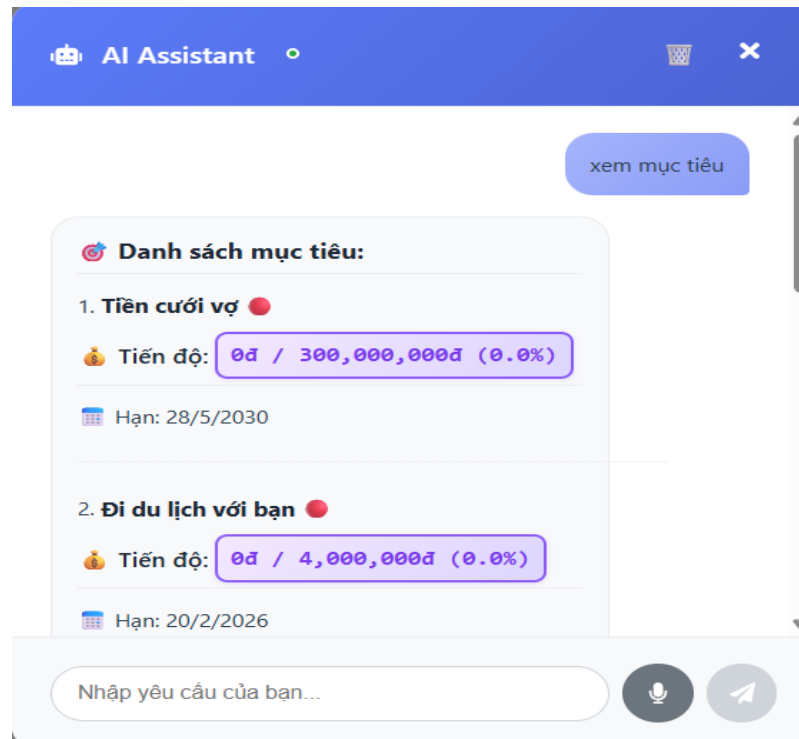 AI Assistant
xem mục tiêu
Danh sách mục tiêu:
1. Tiền cưới vợ
Tiến độ: 0đ / 300,000,000đ (0.0%)
Hạn: 28/5/2030
2. Đi du lịch với bạn
Tiến độ: 0đ / 4,000,000đ (0.0%)
Hạn: 20/2/2026
Nhập yêu cầu của bạn...